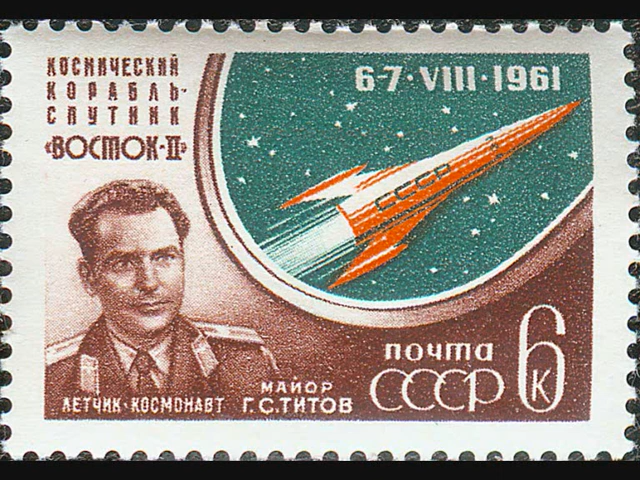 КОСМИЧЕСКИЙ
КОРАБЛЬ-
СПУТНИК
«ВОСТОК-II»
6-7·VIII·1961
СССР
почта
СССР
6 К
МАЙОР
ЛЕТЧИК-КОСМОНАВТ Г.С.ТИТОВ